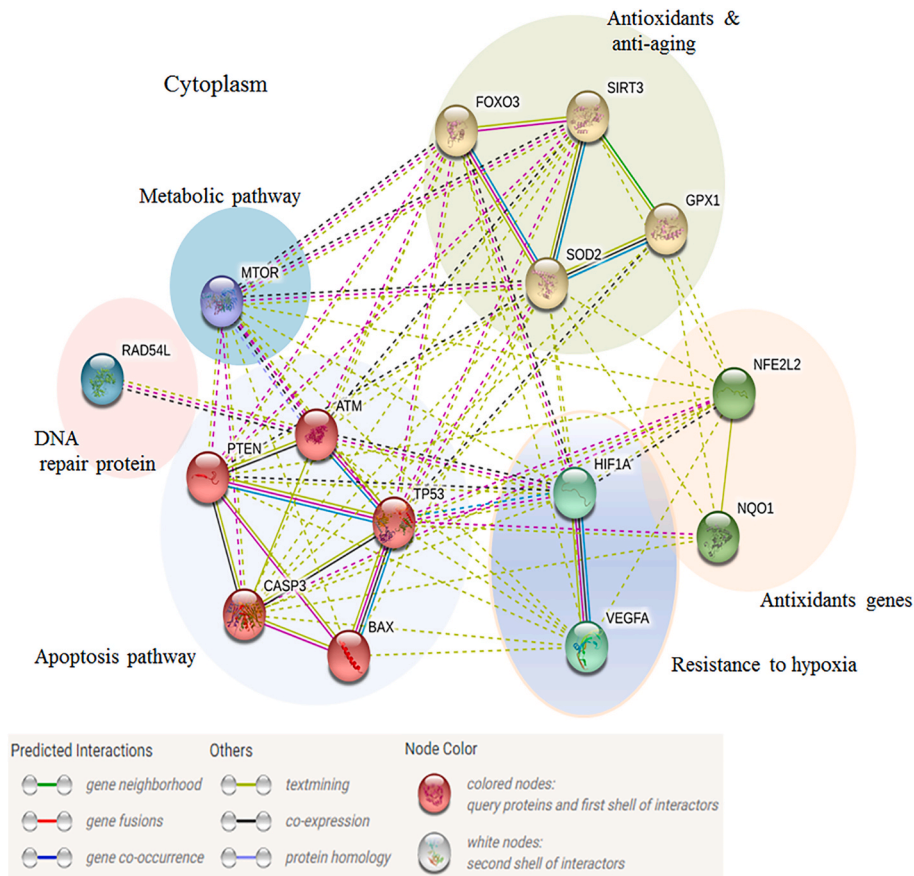 Antioxidants &
anti-aging
Cytoplasm
FOXO3
SIRT3
Metabolic pathway
GPX1
MTOR
SOD2
RAD54L
NFE2L2
ATM
DNA
repair protein
PTEN
HIF1A
TP53
NQO1
CASP3
VEGFA
BAX
Antixidants genes
Apoptosis pathway
Resistance to hypoxia
Predicted Interactions
gene neighborhood
gene fusions
gene co-occurrence
Others
textmining
co-expression
protein homology
Node Color
colored nodes:
query proteins and first shell of interactors
white nodes:
second shell of interactors